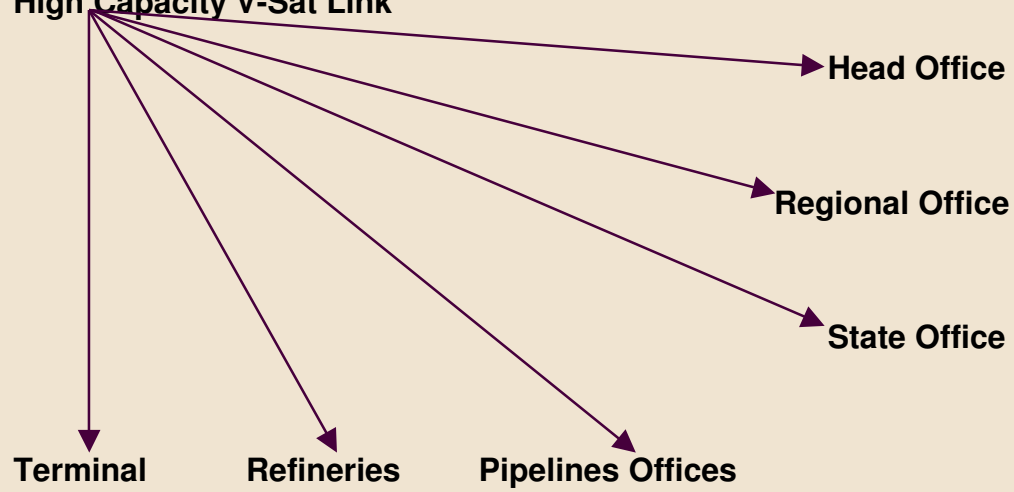 High Capacity V-Sat Link
Head Office
Regional Office
State Office
Terminal
Refineries
Pipelines Offices